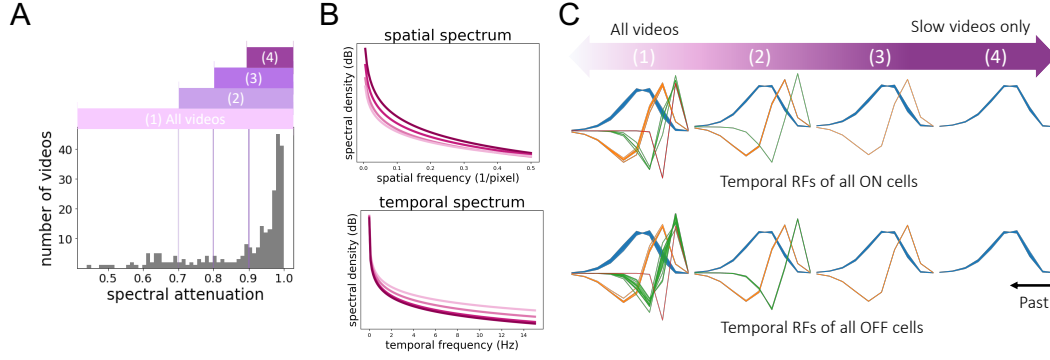 A
(4)
(3)
(2)
(1) All videos
number of videos
40
30
20
10
0.5 0.6 0.7 0.8 0.9 1.0
spectral attenuation
B
spatial spectrum
spectral density (dB)
0.0 0.1 0.2 0.3 0.4 0.5
spatial frequency (1/pixel)
temporal spectrum
spectral density (dB)
0 2 4 6 8 10 12 14
temporal frequency (Hz)
C
All videos Slow videos only
(1) (2) (3) (4)
Temporal RFs of all ON cells
Past
Temporal RFs of all OFF cells